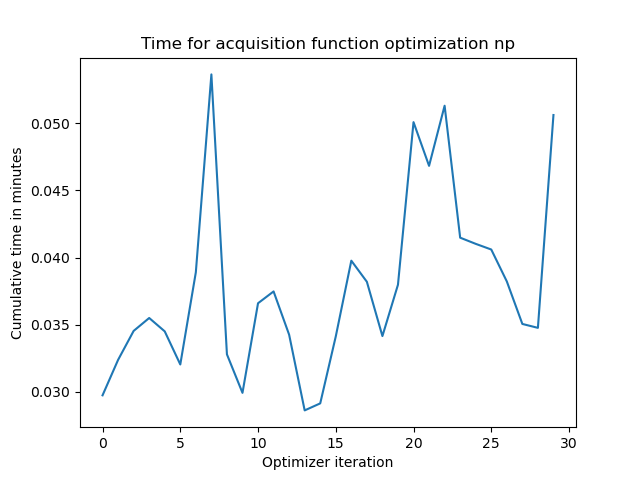 Time for acquisition function optimization np
0.050
0.045
0.040
0.035
0.030
Cumulative time in minutes
0 5 10 15 20 25 30
Optimizer iteration